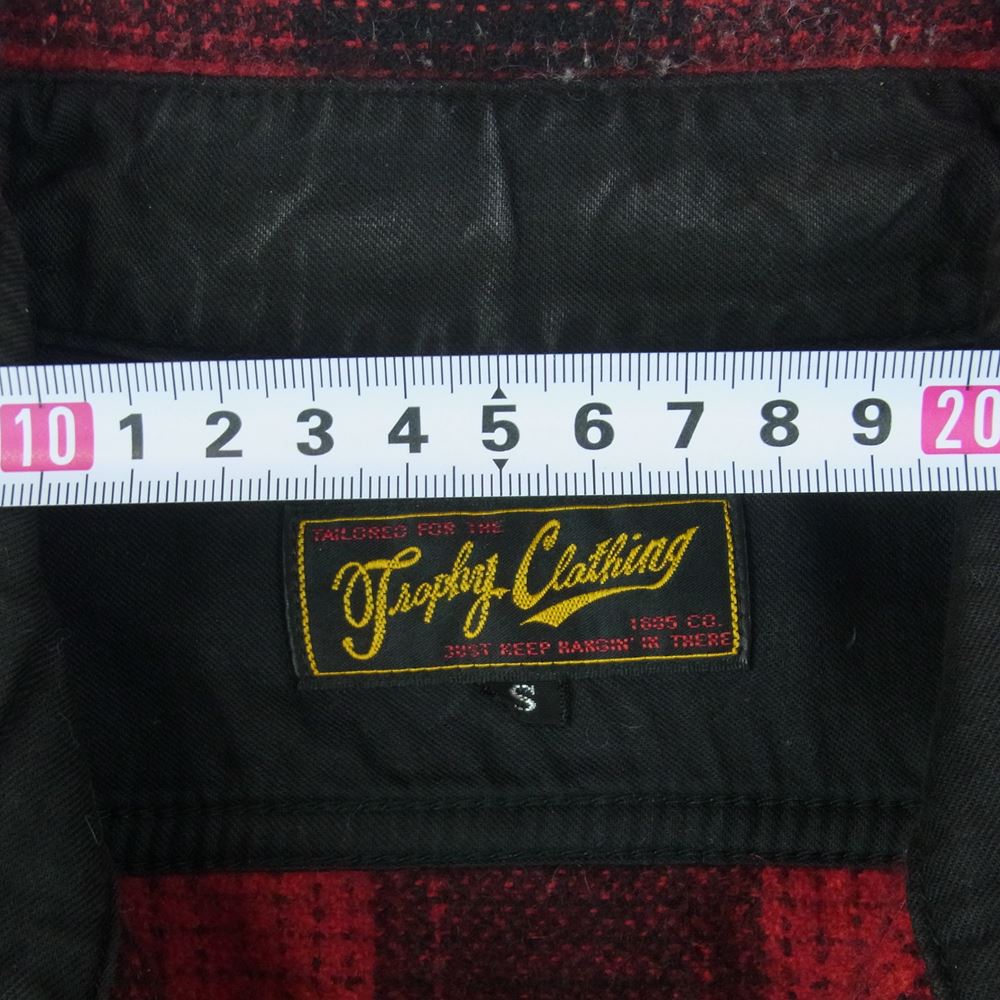 10 1 2 3 4 5 6 7 8 9 20
TAILORED FOR THE
Trophy Clothing
1885 CO.
JUST KEEP HANGIN' IN THERE
S